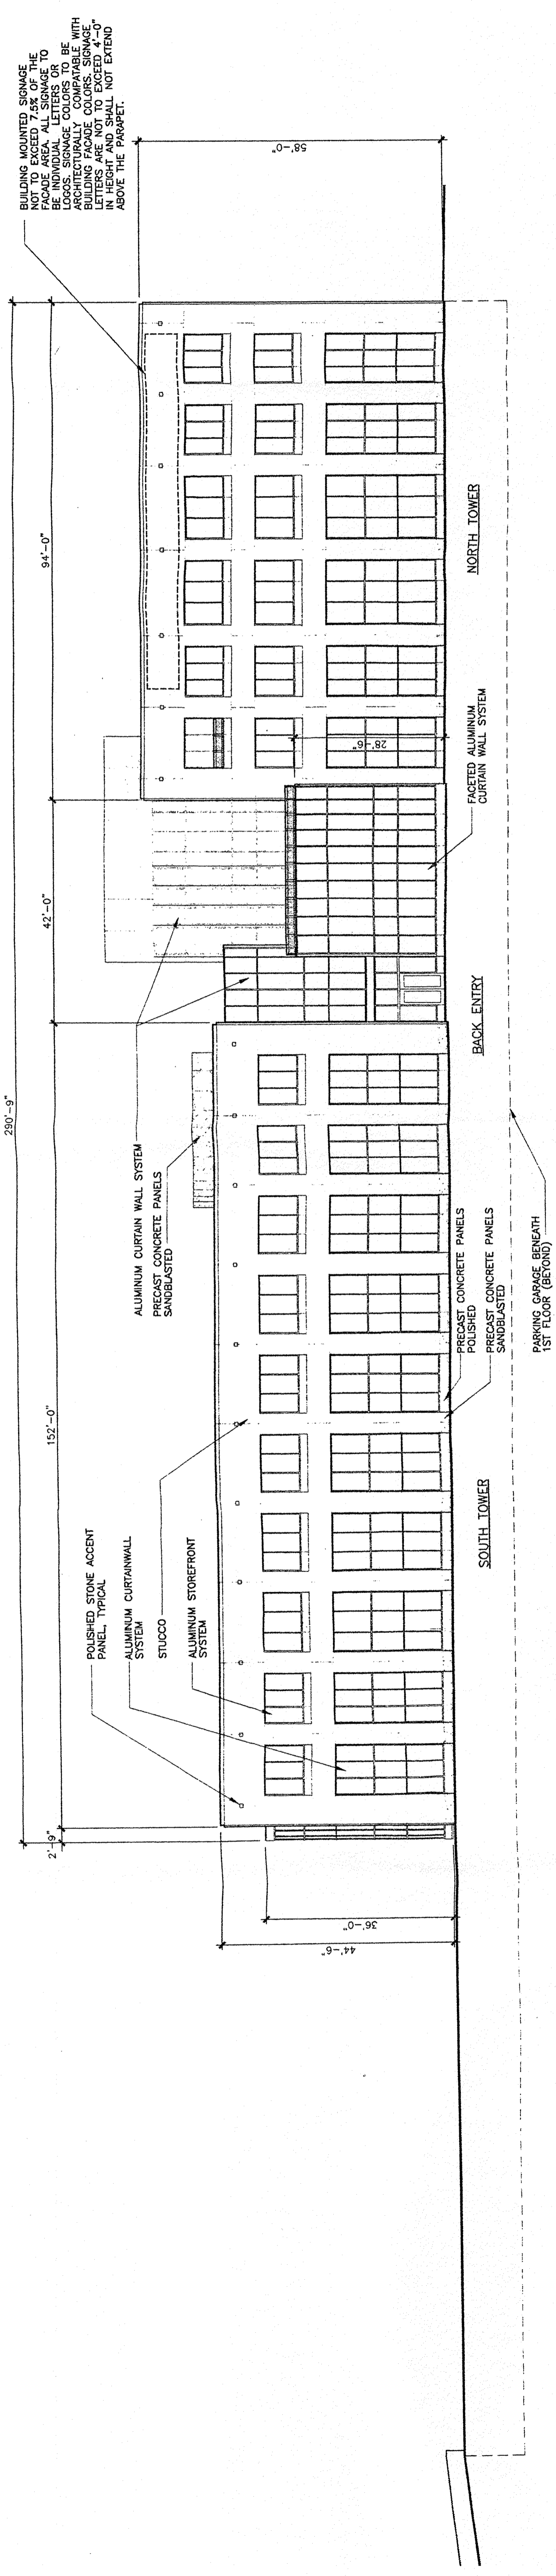 290'-9"
2'-9"
152'-0"
42'-0"
94'-0"
BUILDING MOUNTED SIGNAGE
NOT TO EXCEED 7.5% OF THE
FACADE AREA. ALL SIGNAGE TO
BE INDIVIDUAL LETTERS OR
LOGOS. SIGNAGE COLORS TO BE
ARCHITECTURALLY COMPATABLE WITH
BUILDING FACADE COLORS. SIGNAGE
LETTERS ARE NOT TO EXCEED 4'-0"
IN HEIGHT AND SHALL NOT EXTEND
ABOVE THE PARAPET.
POLISHED STONE ACCENT
PANEL, TYPICAL
ALUMINUM CURTAINWALL
SYSTEM
STUCCO
ALUMINUM STOREFRONT
SYSTEM
ALUMINUM CURTAIN WALL SYSTEM
PRECAST CONCRETE PANELS
SANDBLASTED
44'-6"
36'-0"
28'-6"
58'-0"
PRECAST CONCRETE PANELS
POLISHED
PRECAST CONCRETE PANELS
SANDBLASTED
SOUTH TOWER
BACK ENTRY
FACETED ALUMINUM
CURTAIN WALL SYSTEM
NORTH TOWER
PARKING GARAGE BENEATH
1ST FLOOR (BEYOND)